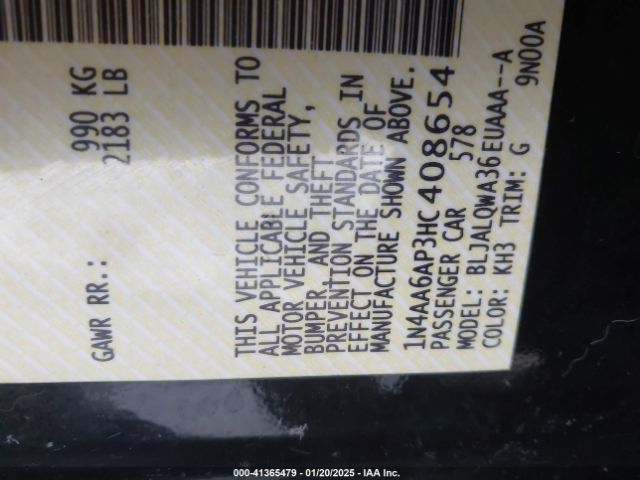 GAWR RR.: 990 KG
2183 LB
THIS VEHICLE CONFORMS TO
ALL APPLICABLE FEDERAL
MOTOR VEHICLE SAFETY,
BUMPER, AND THEFT
PREVENTION STANDARDS IN
EFFECT ON THE DATE OF
MANUFACTURE SHOWN ABOVE.
1N4AA6AP3HC408654
PASSENGER CAR 578
MODEL: BLJALQWA36EUAAA--A
COLOR: KH3 TRIM: G 9N00A
000-41365479 - 01/20/2025 - IAA Inc.